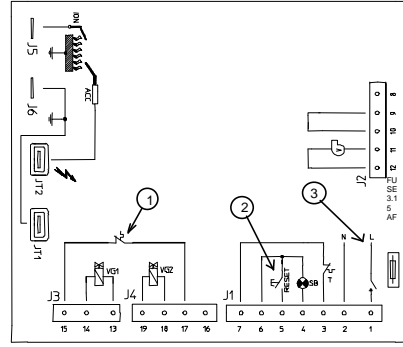 ION
J5
J6
ACC
JT2
JT1
8
9
10
11
12
V
J2
FU
SE
3.1
5
AF
1
2
3
VG1
VG2
RESET
SB
T
N
L
J3
J4
J1
15
14
13
19
18
17
16
7
6
5
4
3
2
1